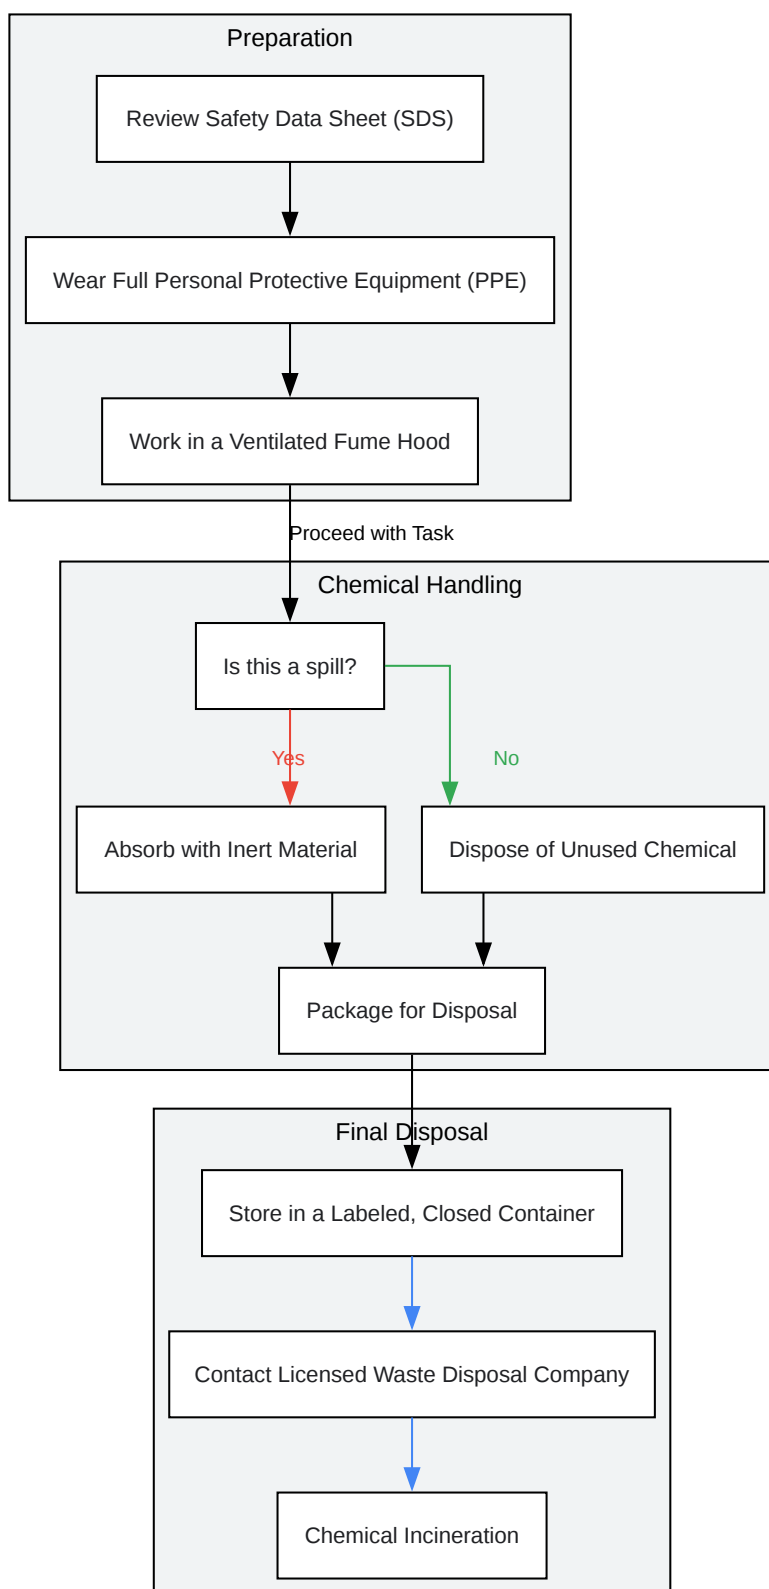 Preparation
Review Safety Data Sheet (SDS)
Wear Full Personal Protective Equipment (PPE)
Work in a Ventilated Fume Hood
Proceed with Task
Chemical Handling
Is this a spill?
Yes
No
Absorb with Inert Material
Dispose of Unused Chemical
Package for Disposal
Final Disposal
Store in a Labeled, Closed Container
Contact Licensed Waste Disposal Company
Chemical Incineration